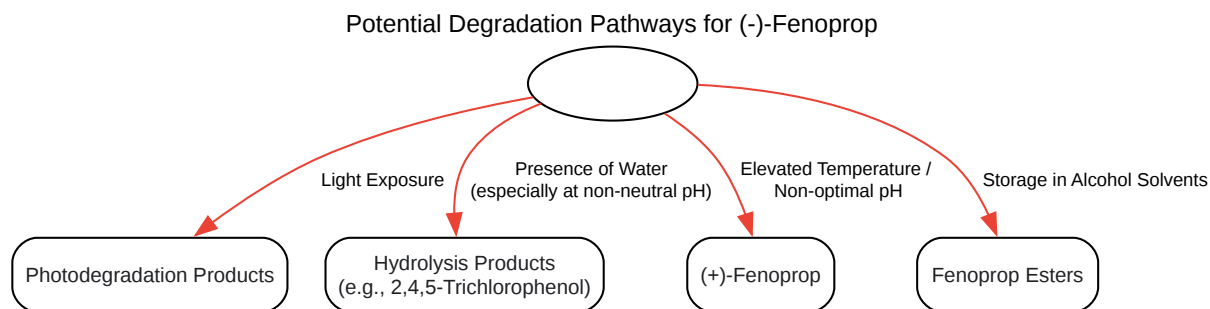 Potential Degradation Pathways for (-)-Fenoprop
Light Exposure
Presence of Water
(especially at non-neutral pH)
Elevated Temperature /
Non-optimal pH
Storage in Alcohol Solvents
Photodegradation Products
Hydrolysis Products
(e.g., 2,4,5-Trichlorophenol)
(+)-Fenoprop
Fenoprop Esters